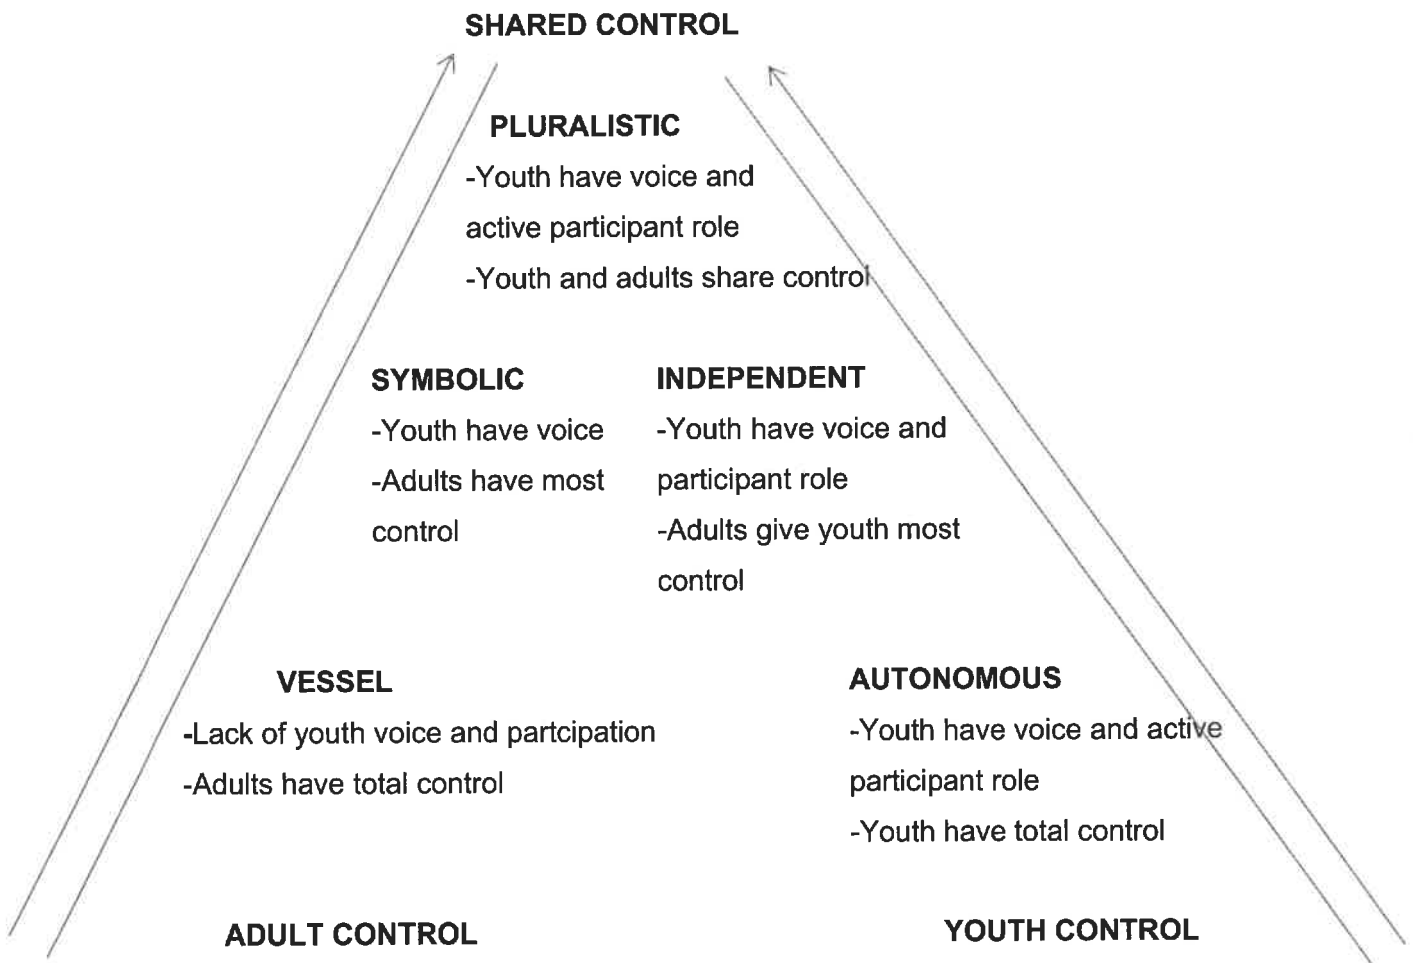 SHARED CONTROL
PLURALISTIC
-Youth have voice and
active participant role
-Youth and adults share control
SYMBOLIC
-Youth have voice
-Adults have most
control
INDEPENDENT
-Youth have voice and
participant role
-Adults give youth most
control
VESSEL
-Lack of youth voice and partcipation
-Adults have total control
AUTONOMOUS
-Youth have voice and active
participant role
-Youth have total control
ADULT CONTROL
YOUTH CONTROL